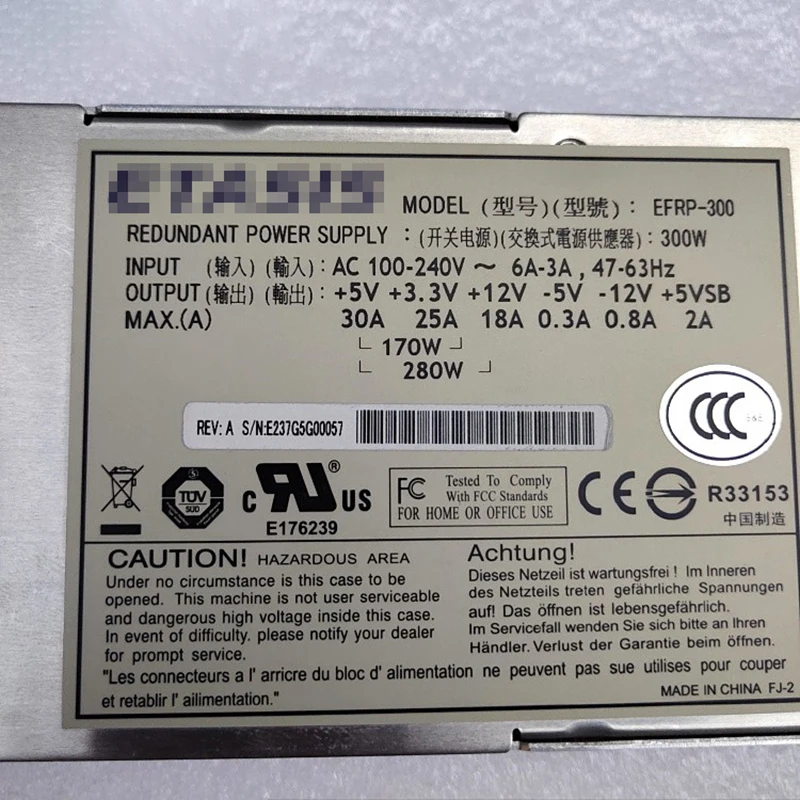 ETASIS MODEL (型号)(型號): EFRP-300
REDUNDANT POWER SUPPLY : (开关电源)(交換式電源供應器): 300W
INPUT (输入) (輸入): AC 100-240V ~ 6A-3A , 47-63Hz
OUTPUT(输出) (輸出): +5V +3.3V +12V -5V -12V +5VSB
MAX.(A) 30A 25A 18A 0.3A 0.8A 2A
170W
280W
REV: A S/N:E237G5G00057
CCC
TÜV
SUD
c RU ® US
E176239
FC Tested To Comply
With FCC Standards
FOR HOME OR OFFICE USE
CE
R33153
中国制造
CAUTION! HAZARDOUS AREA
Under no circumstance is this case to be
opened. This machine is not user serviceable
and dangerous high voltage inside this case.
In event of difficulty. please notify your dealer
for prompt service.
Achtung!
Dieses Netzeil ist wartungsfrei ! Im Inneren
des Netzteils treten gefährliche Spannungen
auf! Das öffnen ist lebensgefährlich.
Im Servicefall wenden Sie sich bitte an Ihren
Händler. Verlust der Garantie beim öffnen.
"Les connecteurs a l' arricre du bloc d' alimentation ne peuvent pas sue utilises pour couper
et retablir l' ailimentation."
MADE IN CHINA FJ-2